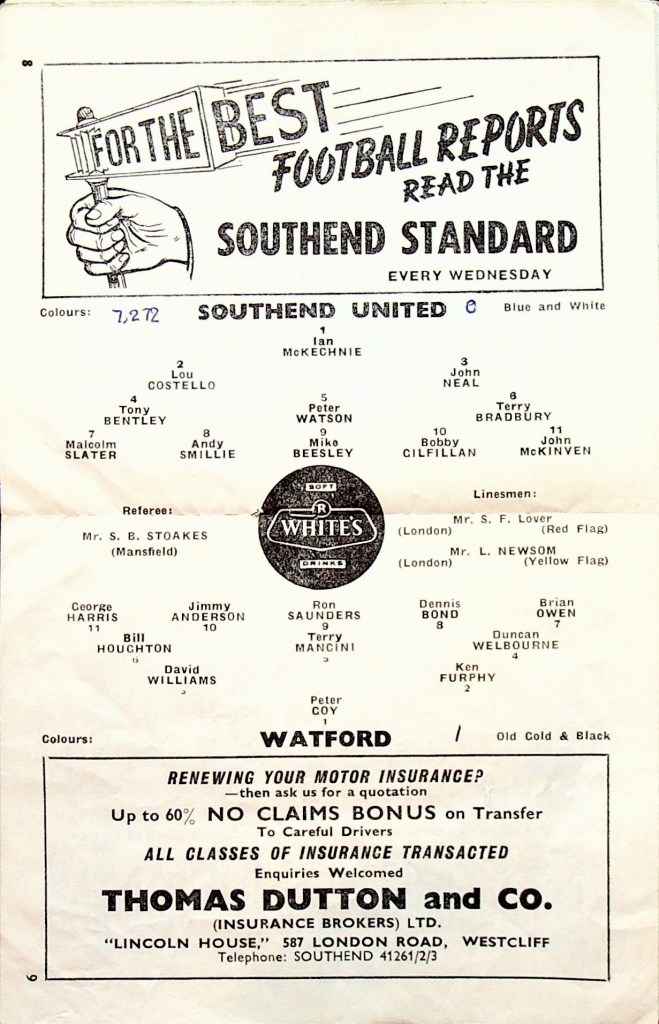 8
FOR THE BEST
FOOTBALL REPORTS
READ THE
SOUTHEND STANDARD
EVERY WEDNESDAY
Colours: 7,272 SOUTHEND UNITED 0 Blue and White
1
Ian
McKECHNIE
2 3
Lou John
COSTELLO NEAL
4 5 6
Tony Peter Terry
BENTLEY WATSON BRADBURY
7 8 9 10 11
Malcolm Andy Mike Bobby John
SLATER SMILLIE BEESLEY GILFILLAN McKINVEN
SOFT
R
WHITE'S
DRINKS
Referee: Linesmen:
Mr. S. B. STOAKES Mr. S. F. Lover
(Mansfield) (London) (Red Flag)
Mr. L. NEWSOM
(London) (Yellow Flag)
George Jimmy Ron Dennis Brian
HARRIS ANDERSON SAUNDERS BOND OWEN
11 10 9 8 7
Bill Terry Duncan
HOUGHTON MANCINI WELBOURNE
6 5 4
David Ken
WILLIAMS FURPHY
3 2
Peter
COY
1
Colours: WATFORD 1 Old Gold & Black
RENEWING YOUR MOTOR INSURANCE?
—then ask us for a quotation
Up to 60% NO CLAIMS BONUS on Transfer
To Careful Drivers
ALL CLASSES OF INSURANCE TRANSACTED
Enquiries Welcomed
THOMAS DUTTON and CO.
(INSURANCE BROKERS) LTD.
"LINCOLN HOUSE," 587 LONDON ROAD, WESTCLIFF
Telephone: SOUTHEND 41261/2/3
9